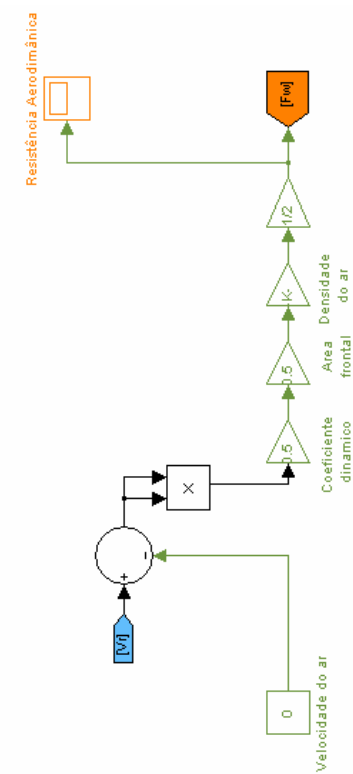 Resistência Aerodimânica
[Fw]
1/2
K-
Densidade
do ar
0.5
Area
frontal
0.5
Coeficiente
dinamico
×
+
-
[Vr]
0
Velocidade do ar